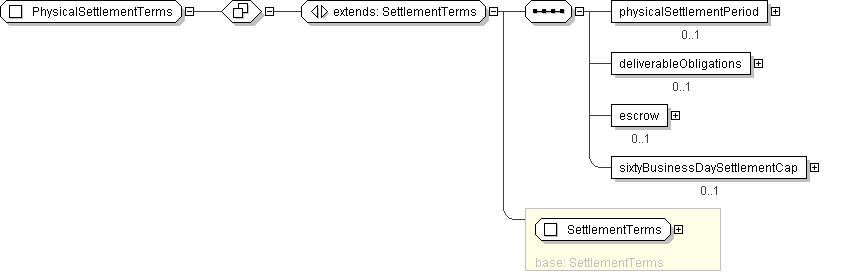 PhysicalSettlementTerms
extends: SettlementTerms
physicalSettlementPeriod
0..1
deliverableObligations
0..1
escrow
0..1
sixtyBusinessDaySettlementCap
0..1
SettlementTerms
base: SettlementTerms